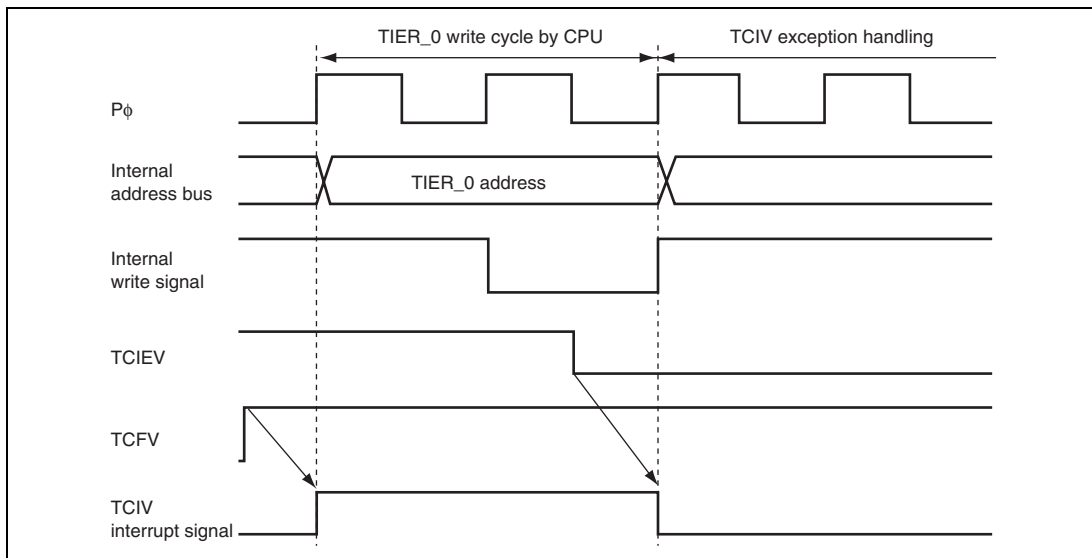 TIER_0 write cycle by CPU
TCIV exception handling
Pϕ
Internal
address bus
TIER_0 address
Internal
write signal
TCIEV
TCFV
TCIV
interrupt signal